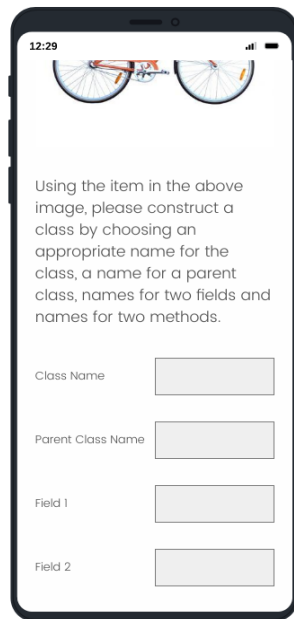 12:29
Using the item in the above
image, please construct a
class by choosing an
appropriate name for the
class, a name for a parent
class, names for two fields and
names for two methods.
Class Name
Parent Class Name
Field 1
Field 2